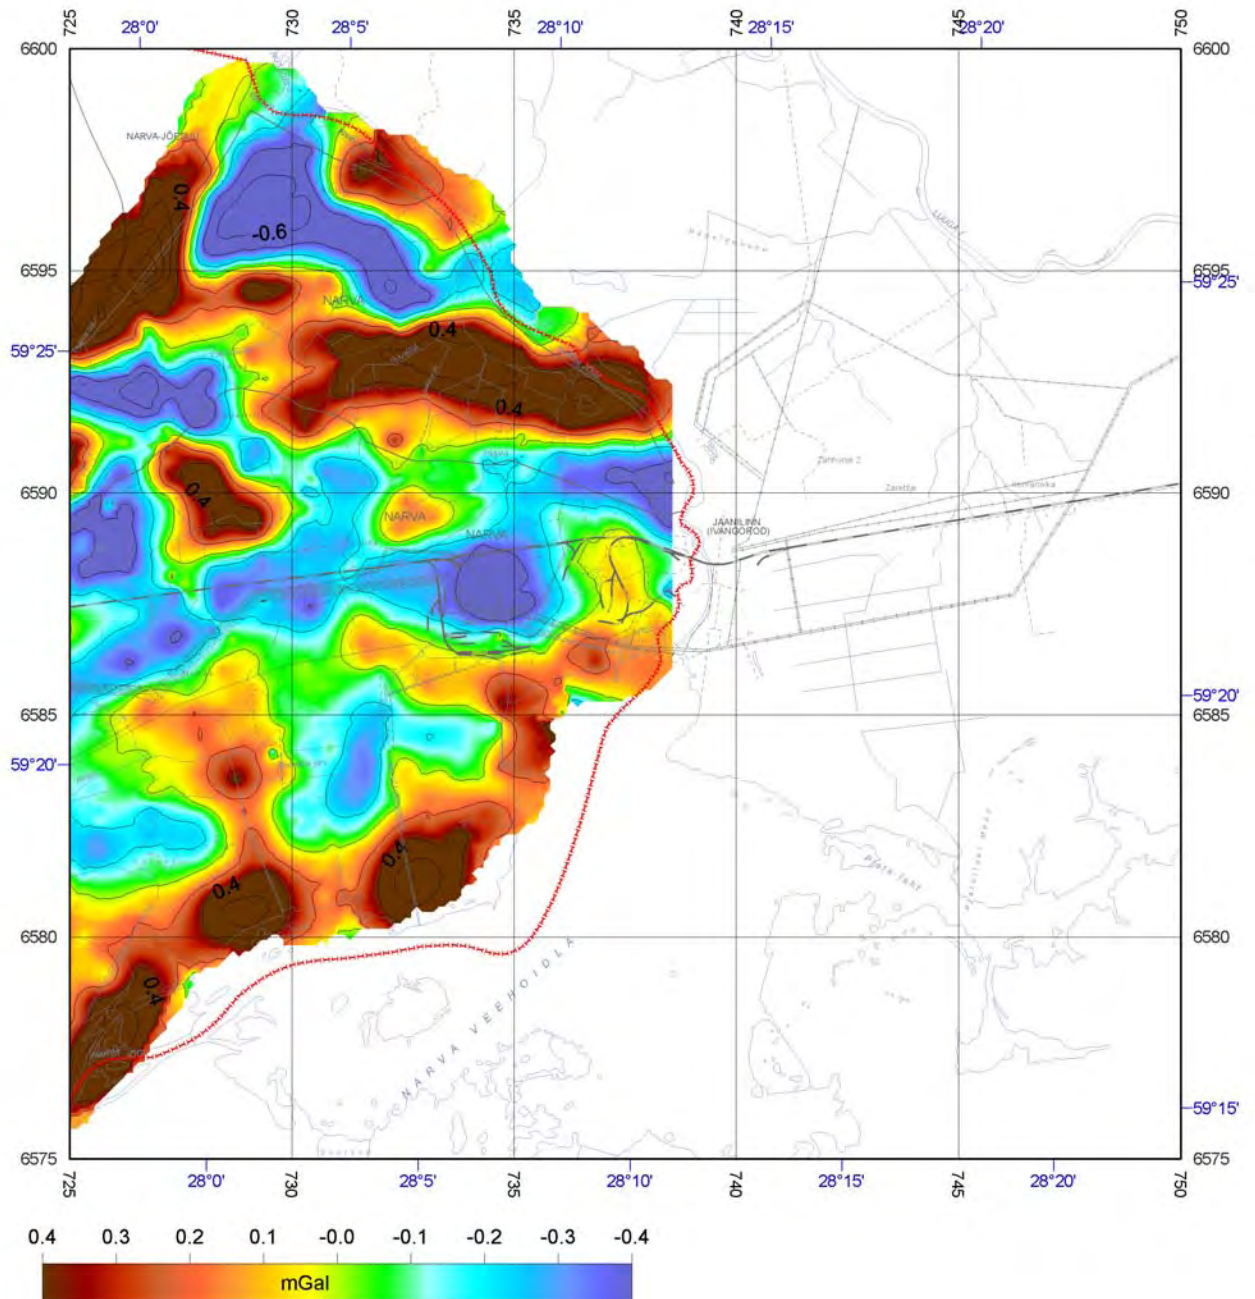 725 730 735 740 745 750
28°0' 28°5' 28°10' 28°15' 28°20'
6600 6600
NARVA-JÕESUU
0.4
-0.6
LUUGA
6595 6595
59°25'
NARVA
0.4
59°25'
0.4
0.4
6590 6590
Zahhonje 2
NARVA
JAANILINN
(IVANGOROD)
NARVA
59°20'
6585 6585
59°20'
Pjata laht
0.4
0.4
6580 6580
0.4
NARVA VEEHOIDLA
59°15'
6575 6575
725 730 735 740 745 750
28°0' 28°5' 28°10' 28°15' 28°20'
0.4 0.3 0.2 0.1 -0.0 -0.1 -0.2 -0.3 -0.4
mGal